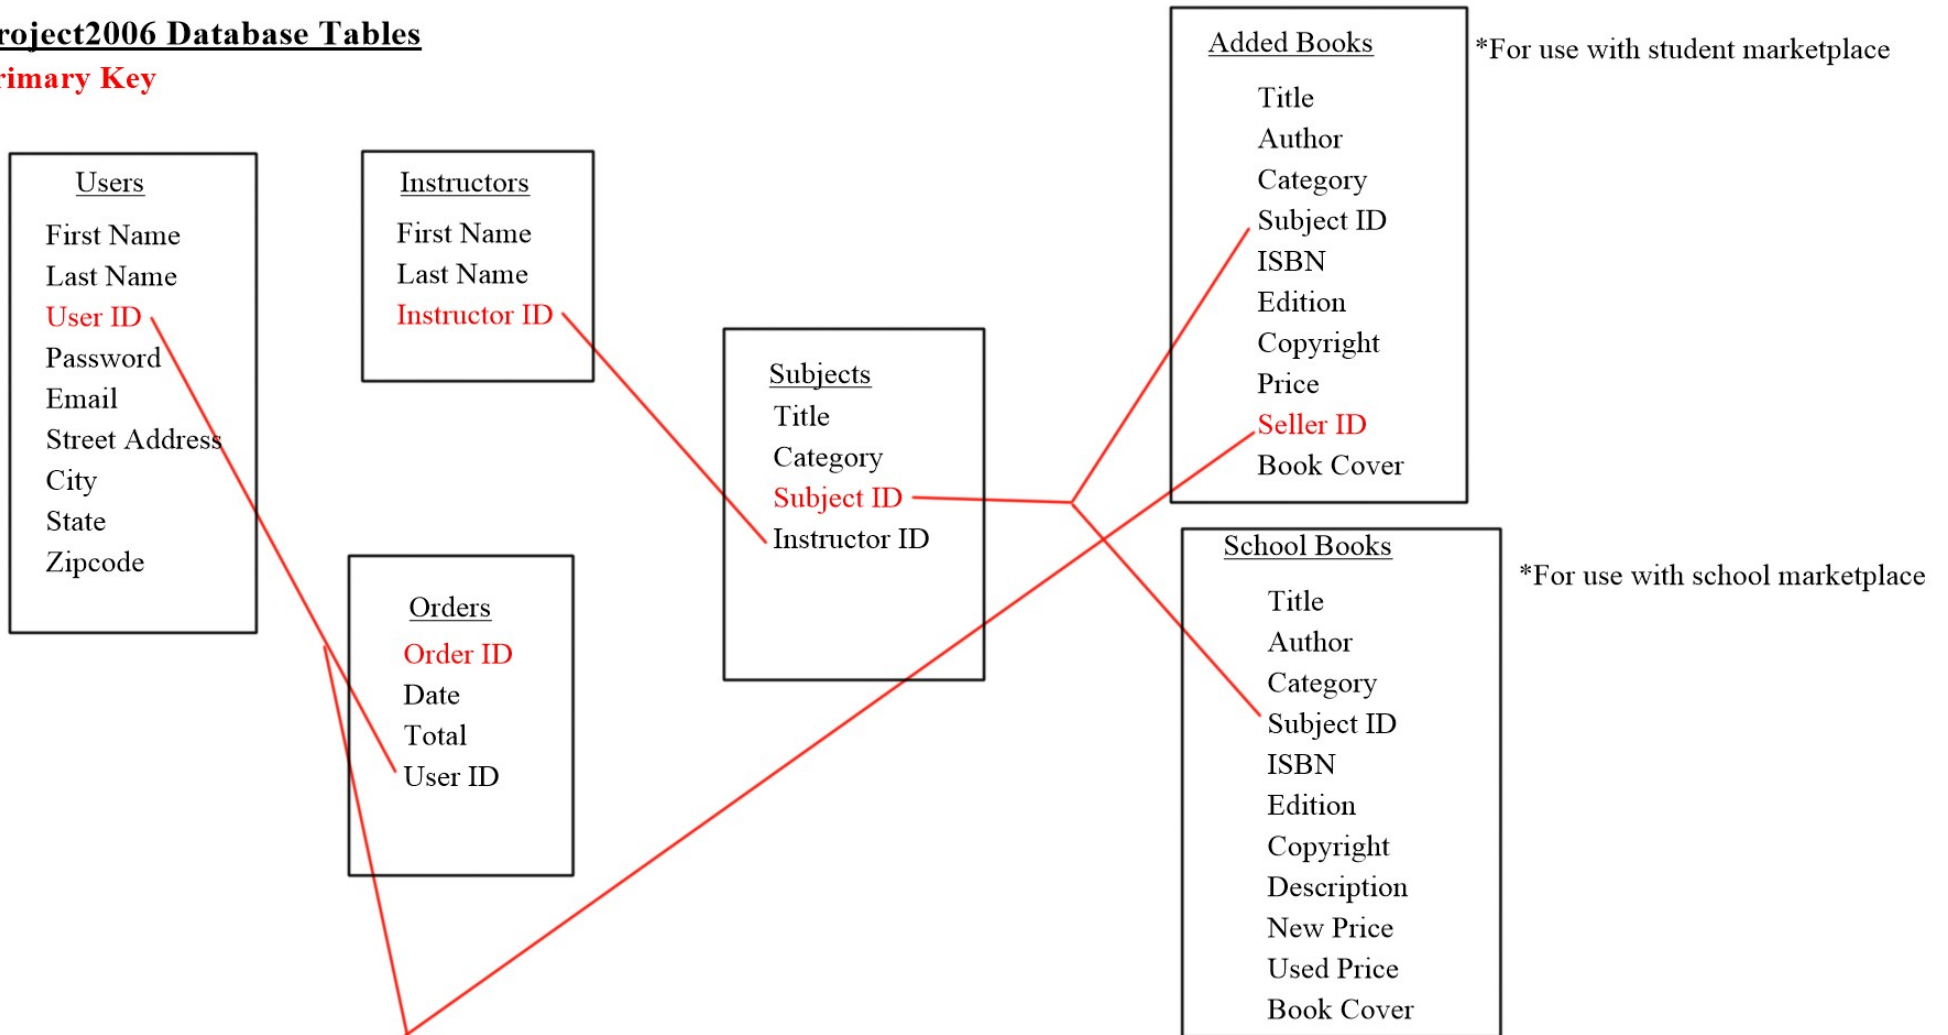 roject2006 Database Tables
rimary Key
Users
First Name
Last Name
User ID
Password
Email
Street Address
City
State
Zipcode
Instructors
First Name
Last Name
Instructor ID
Orders
Order ID
Date
Total
User ID
Subjects
Title
Category
Subject ID
Instructor ID
Added Books
Title
Author
Category
Subject ID
ISBN
Edition
Copyright
Price
Seller ID
Book Cover
*For use with student marketplace
School Books
Title
Author
Category
Subject ID
ISBN
Edition
Copyright
Description
New Price
Used Price
Book Cover
*For use with school marketplace